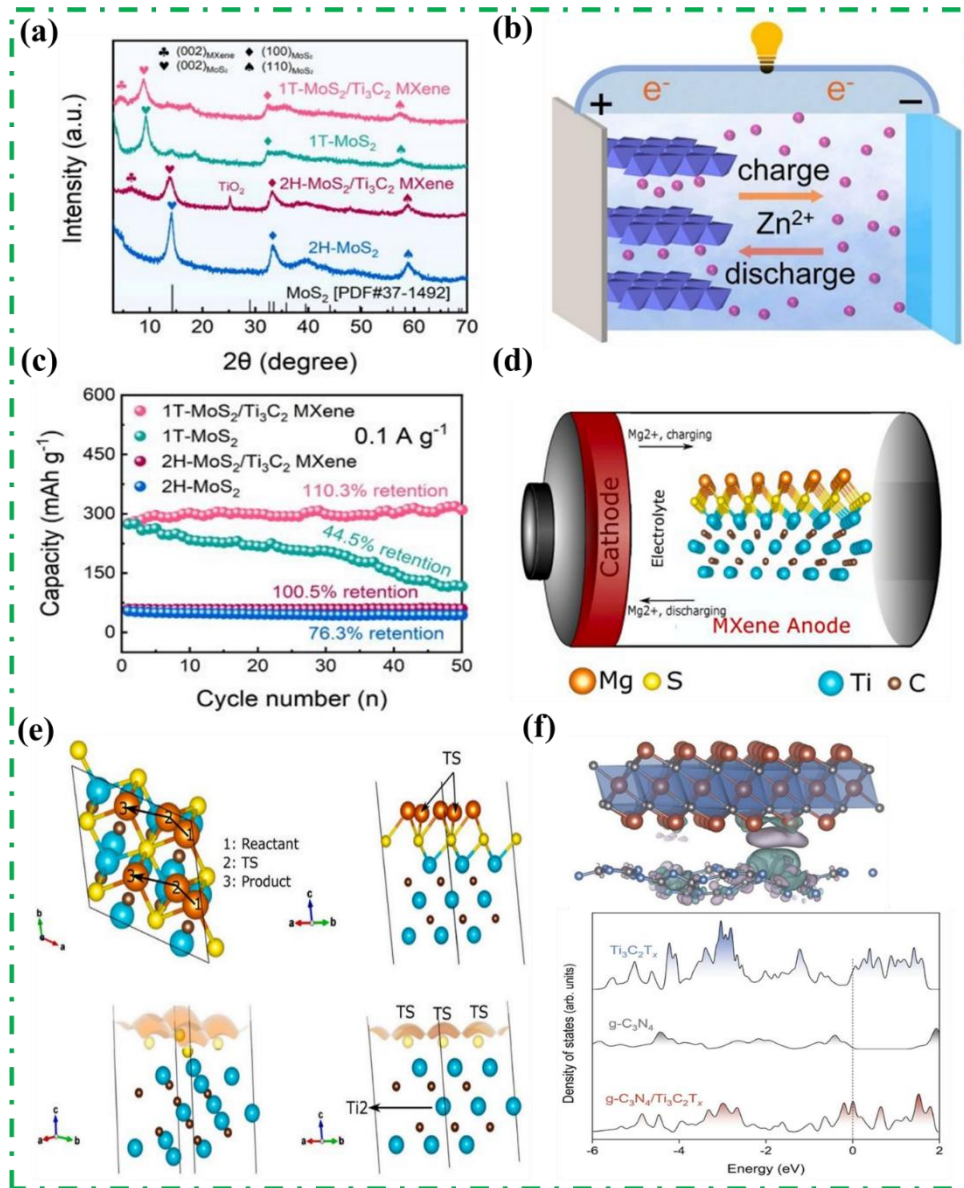 (a)
♣ (002)MXene ♦ (100)MoS₂
♥ (002)MoS₂ ♠ (110)MoS₂
1T-MoS₂/Ti₃C₂ MXene
1T-MoS₂
TiO₂
2H-MoS₂/Ti₃C₂ MXene
2H-MoS₂
MoS₂ [PDF#37-1492]
Intensity (a.u.)
10 20 30 40 50 60 70
2θ (degree)
(b)
e⁻ e⁻
+ −
charge
Zn²⁺
discharge
(c)
600
450
300
150
0
Capacity (mAh g⁻¹)
1T-MoS₂/Ti₃C₂ MXene
1T-MoS₂
2H-MoS₂/Ti₃C₂ MXene
2H-MoS₂
0.1 A g⁻¹
110.3% retention
44.5% retention
100.5% retention
76.3% retention
0 10 20 30 40 50
Cycle number (n)
(d)
Mg2+, charging
Cathode
Electrolyte
Mg2+, discharging
MXene Anode
Mg S Ti C
(e)
3 2 1
3 2 1
1: Reactant
2: TS
3: Product
b
a
TS
c
a b
TS TS TS
Ti2
c
a b
c
a b
(f)
Ti₃C₂Tₓ
g-C₃N₄
g-C₃N₄/Ti₃C₂Tₓ
Density of states (arb. units)
-6 -4 -2 0 2
Energy (eV)